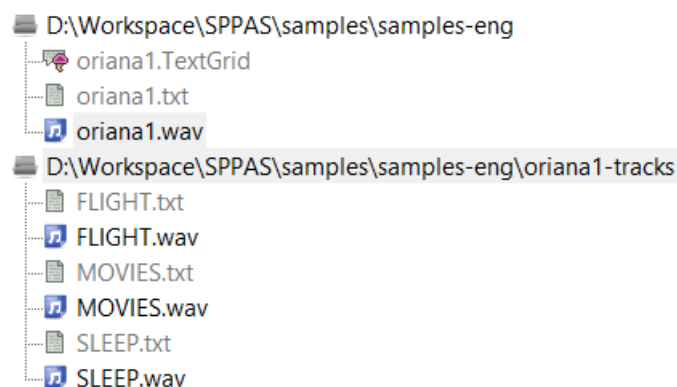 D:\Workspace\SPPAS\samples\samples-eng
oriana1.TextGrid
oriana1.txt
oriana1.wav
D:\Workspace\SPPAS\samples\samples-eng\oriana1-tracks
FLIGHT.txt
FLIGHT.wav
MOVIES.txt
MOVIES.wav
SLEEP.txt
SLEEP.wav